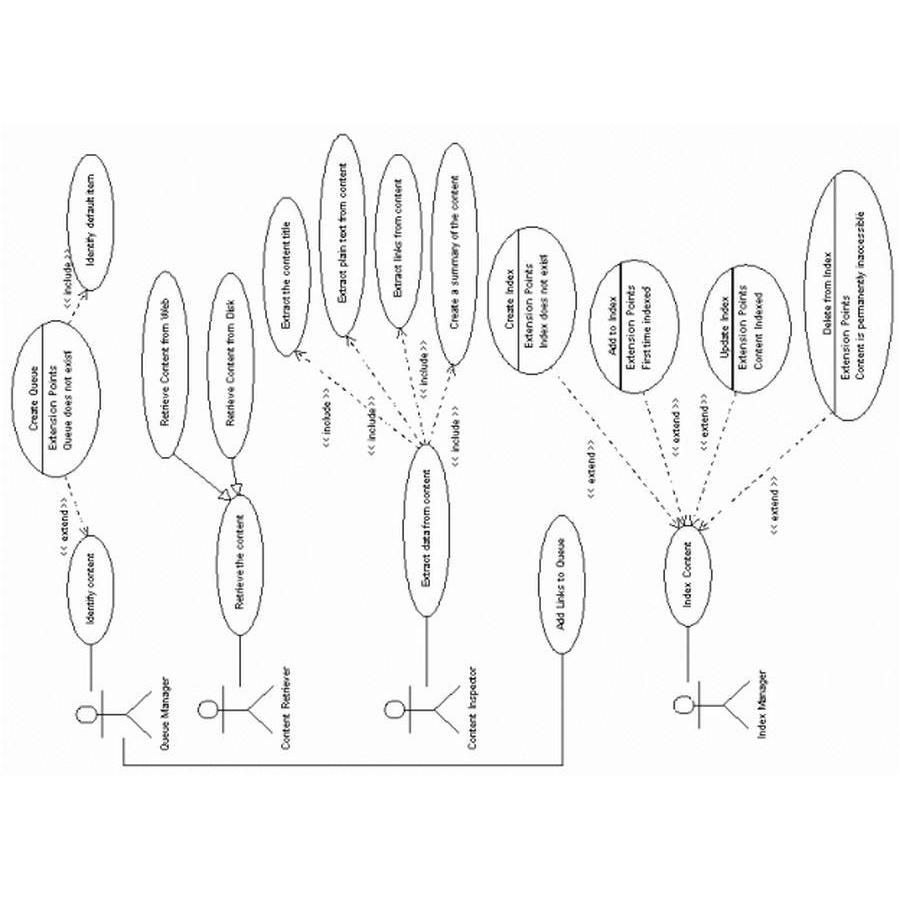 Queue Manager
Identify content
<< extend >>
Create Queue
Extension Points
Queue does not exist
<< include >>
Identify default item
Content Retriever
Retrieve the content
Retrieve Content from Web
Retrieve Content from Disk
Content Inspector
Extract data from content
<< include >>
<< include >>
<< include >>
<< include >>
Extract the content title
Extract plain text from content
Extract links from content
Create a summary of the content
Add Links to Queue
Index Manager
Index Content
<< extend >>
<< extend >>
<< extend >>
<< extend >>
Create Index
Extension Points
Index does not exist
Add to Index
Extension Points
First time indexed
Update Index
Extension Points
Content Indexed
Delete from Index
Extension Points
Content is permanently inaccessible